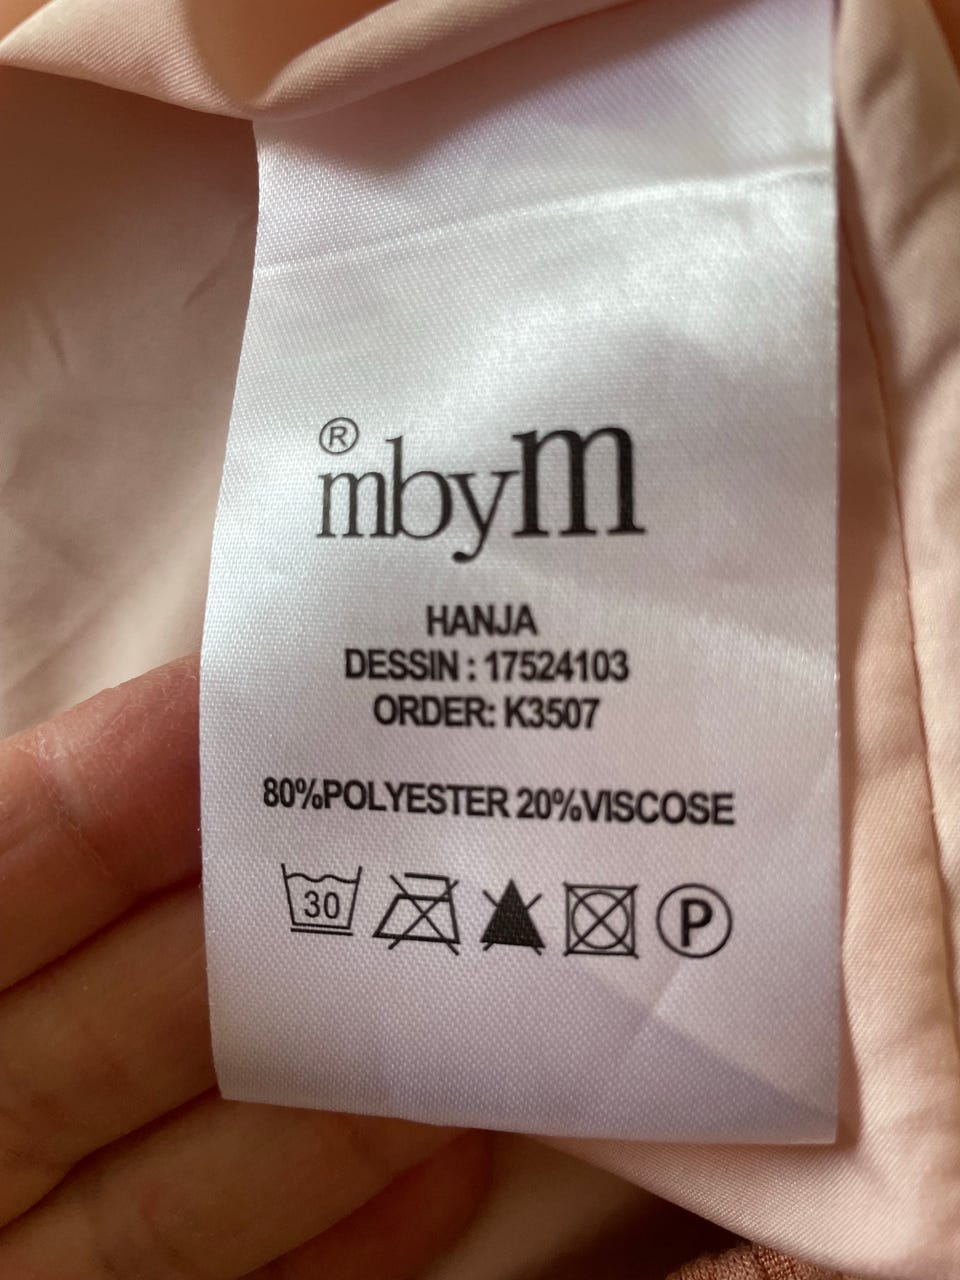 ®
mbym
HANJA
DESSIN : 17524103
ORDER: K3507
80%POLYESTER 20%VISCOSE
30 P